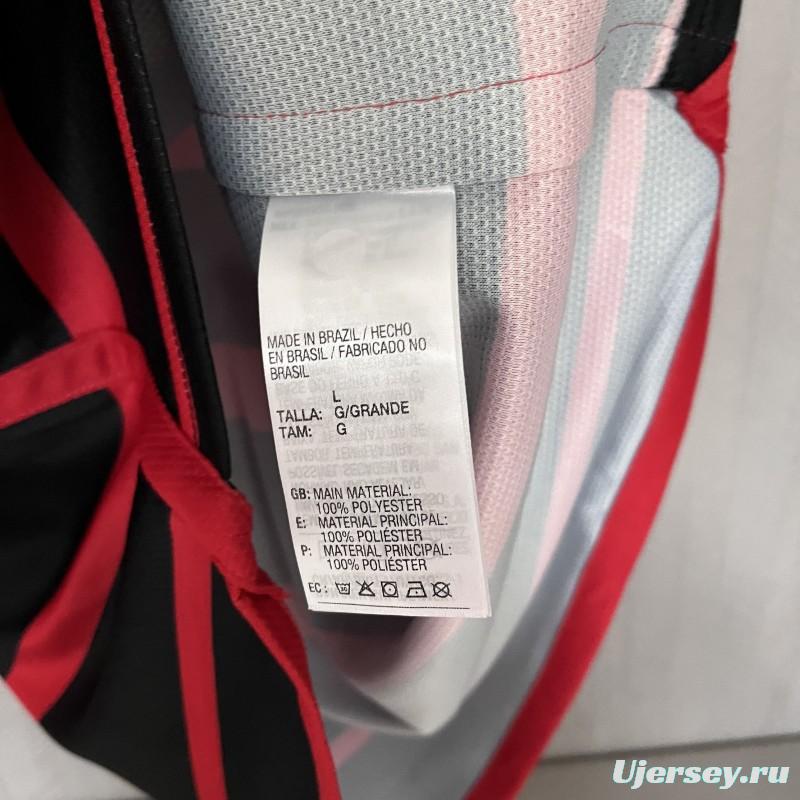 MADE IN BRAZIL / HECHO
EN BRASIL / FABRICADO NO
BRASIL
L
TALLA: G/GRANDE
TAM: G
GB: MAIN MATERIAL:
100% POLYESTER
E: MATERIAL PRINCIPAL:
100% POLIÉSTER
P: MATERIAL PRINCIPAL:
100% POLIÉSTER
EC:
Ujersey.ru